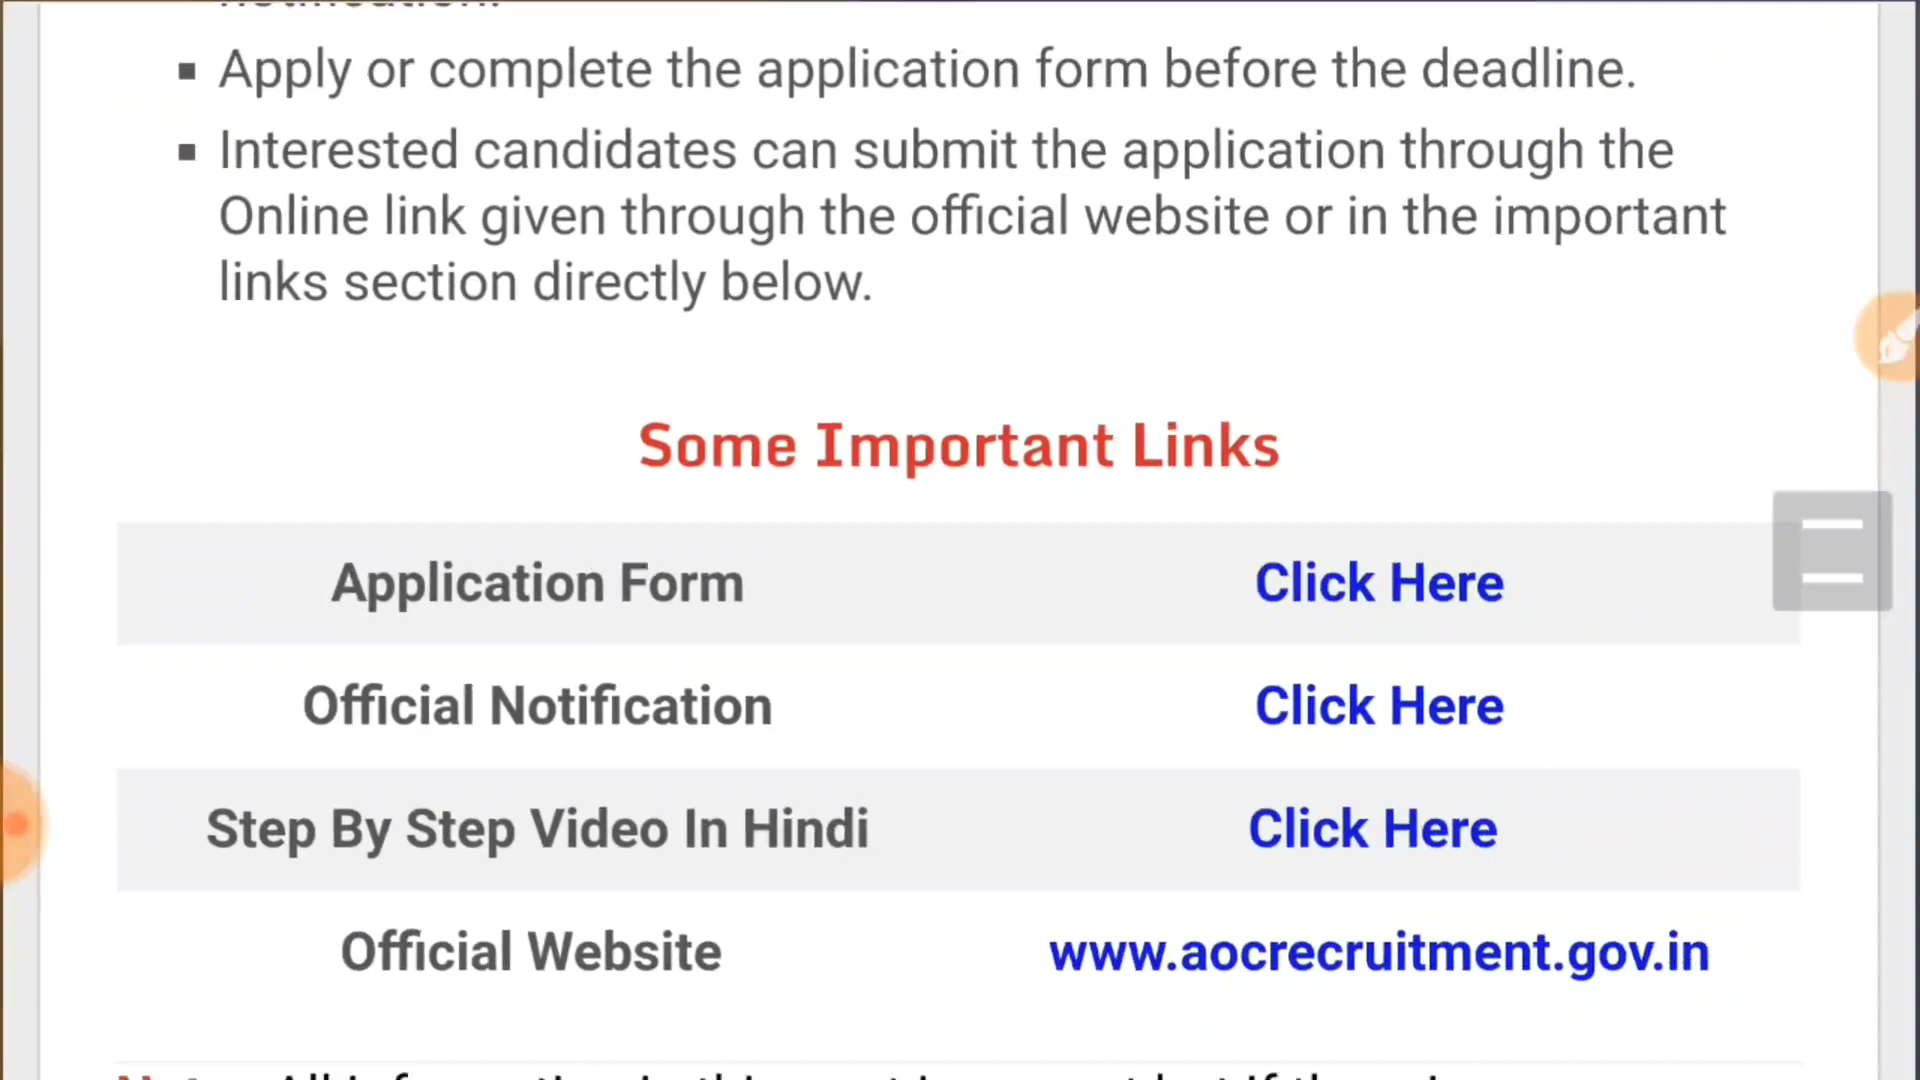 Apply or complete the application form before the deadline.
Interested candidates can submit the application through the
Online link given through the official website or in the important
links section directly below.
Some Important Links
Application Form Click Here
Official Notification Click Here
Step By Step Video In Hindi Click Here
Official Website www.aocrecruitment.gov.in